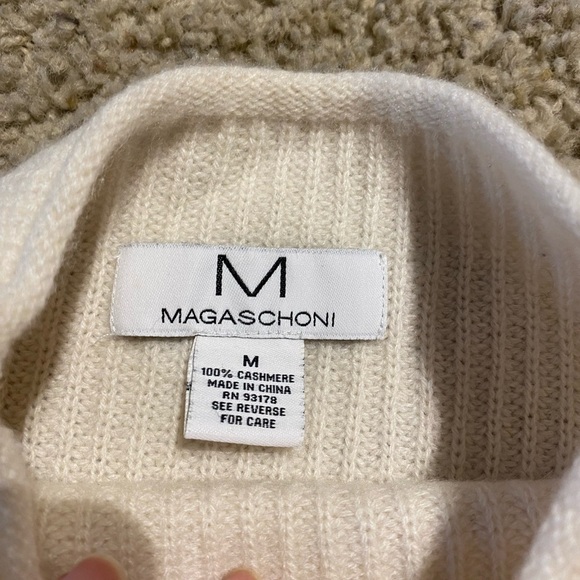 M
MAGASCHONI
M
100% CASHMERE
MADE IN CHINA
RN 93178
SEE REVERSE
FOR CARE